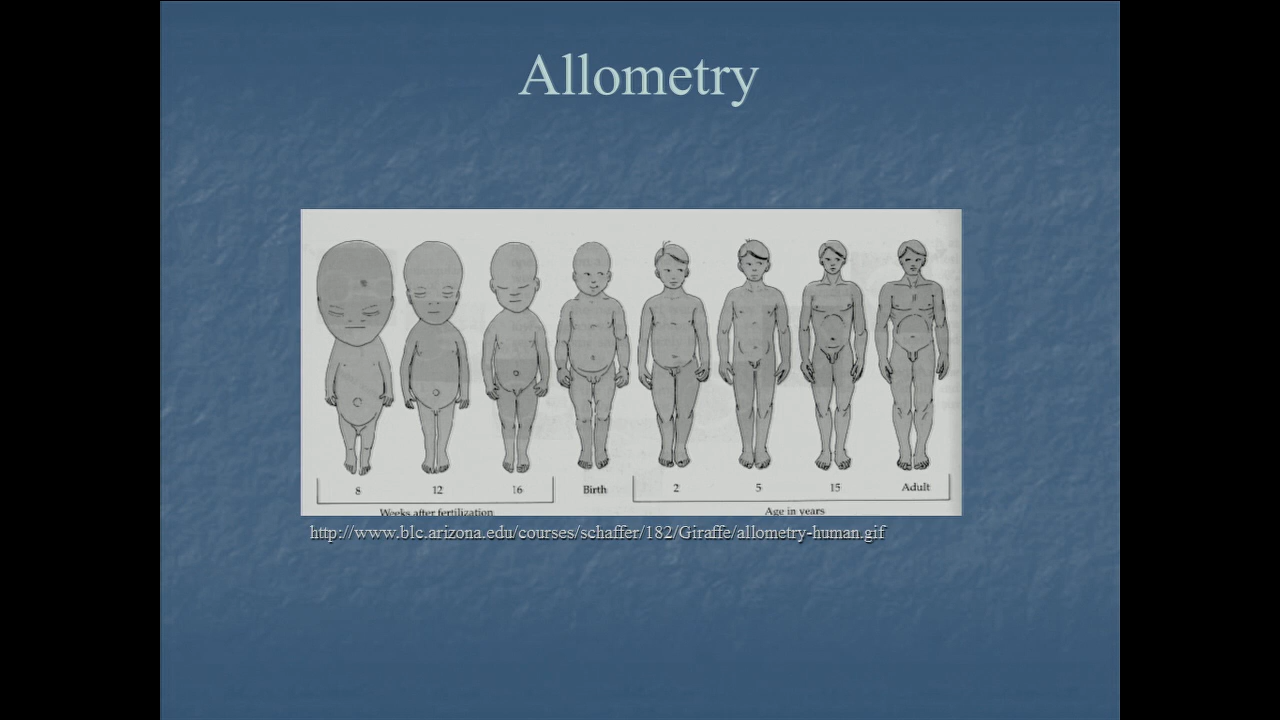 Allometry
8 12 16 Birth 2 5 15 Adult
Weeks after fertilization Age in years
http://www.blc.arizona.edu/courses/schaffer/182/Giraffe/allometry-human.gif